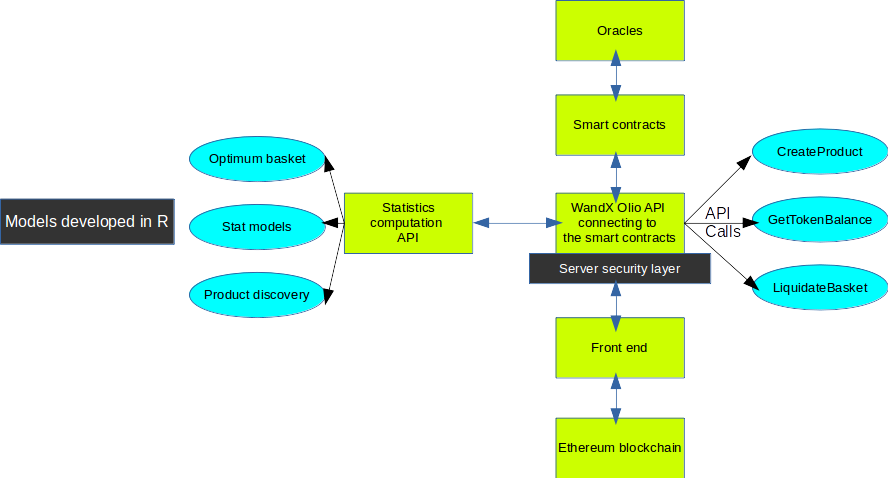 Oracles
Smart contracts
CreateProduct
Optimum basket
Models developed in R
Stat models
Statistics
computation
API
WandX Olio API
connecting to
the smart contracts
API
Calls
GetTokenBalance
Server security layer
Product discovery
LiquidateBasket
Front end
Ethereum blockchain